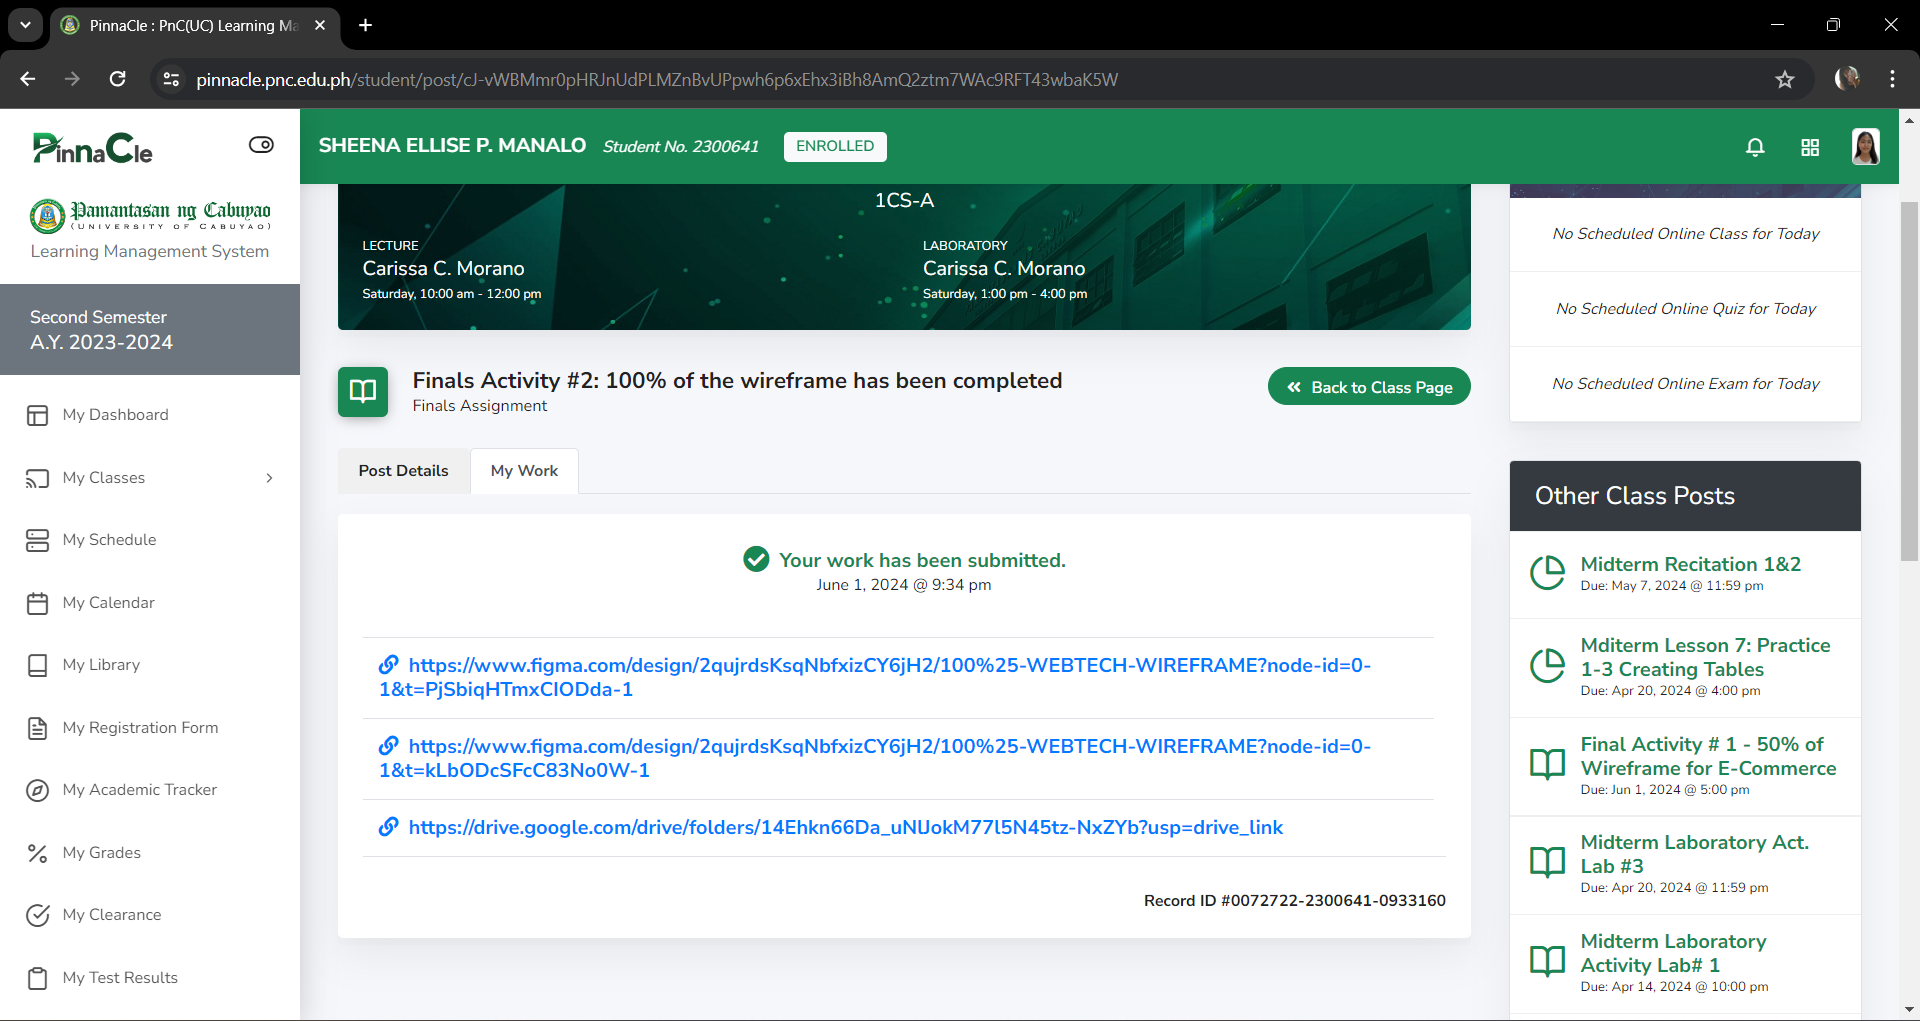 PinnaCle : PnC(UC) Learning Ma
pinnacle.pnc.edu.ph/student/post/cJ-vWBMmr0pHRJnUdPLMZnBvUPpwh6p6xEhx3iBh8AmQ2ztm7WAc9RFT43wbaK5W
PinnaCle
Pamantasan ng Cabuyao
(UNIVERSITY OF CABUYAO)
Learning Management System
Second Semester
A.Y. 2023-2024
My Dashboard
My Classes
My Schedule
My Calendar
My Library
My Registration Form
My Academic Tracker
My Grades
My Clearance
My Test Results
SHEENA ELLISE P. MANALO Student No. 2300641 ENROLLED
1CS-A
LECTURE
Carissa C. Morano
Saturday, 10:00 am - 12:00 pm
LABORATORY
Carissa C. Morano
Saturday, 1:00 pm - 4:00 pm
Finals Activity #2: 100% of the wireframe has been completed
Finals Assignment
Back to Class Page
Post Details
My Work
Your work has been submitted.
June 1, 2024 @ 9:34 pm
https://www.figma.com/design/2qujrdsKsqNbfxizCY6jH2/100%25-WEBTECH-WIREFRAME?node-id=0-
1&t=PjSbiqHTmxCIODda-1
https://www.figma.com/design/2qujrdsKsqNbfxizCY6jH2/100%25-WEBTECH-WIREFRAME?node-id=0-
1&t=kLbODcSFcC83No0W-1
https://drive.google.com/drive/folders/14Ehkn66Da_uNlJokM77l5N45tz-NxZYb?usp=drive_link
Record ID #0072722-2300641-0933160
No Scheduled Online Class for Today
No Scheduled Online Quiz for Today
No Scheduled Online Exam for Today
Other Class Posts
Midterm Recitation 1&2
Due: May 7, 2024 @ 11:59 pm
Mditerm Lesson 7: Practice
1-3 Creating Tables
Due: Apr 20, 2024 @ 4:00 pm
Final Activity # 1 - 50% of
Wireframe for E-Commerce
Due: Jun 1, 2024 @ 5:00 pm
Midterm Laboratory Act.
Lab #3
Due: Apr 20, 2024 @ 11:59 pm
Midterm Laboratory
Activity Lab# 1
Due: Apr 14, 2024 @ 10:00 pm